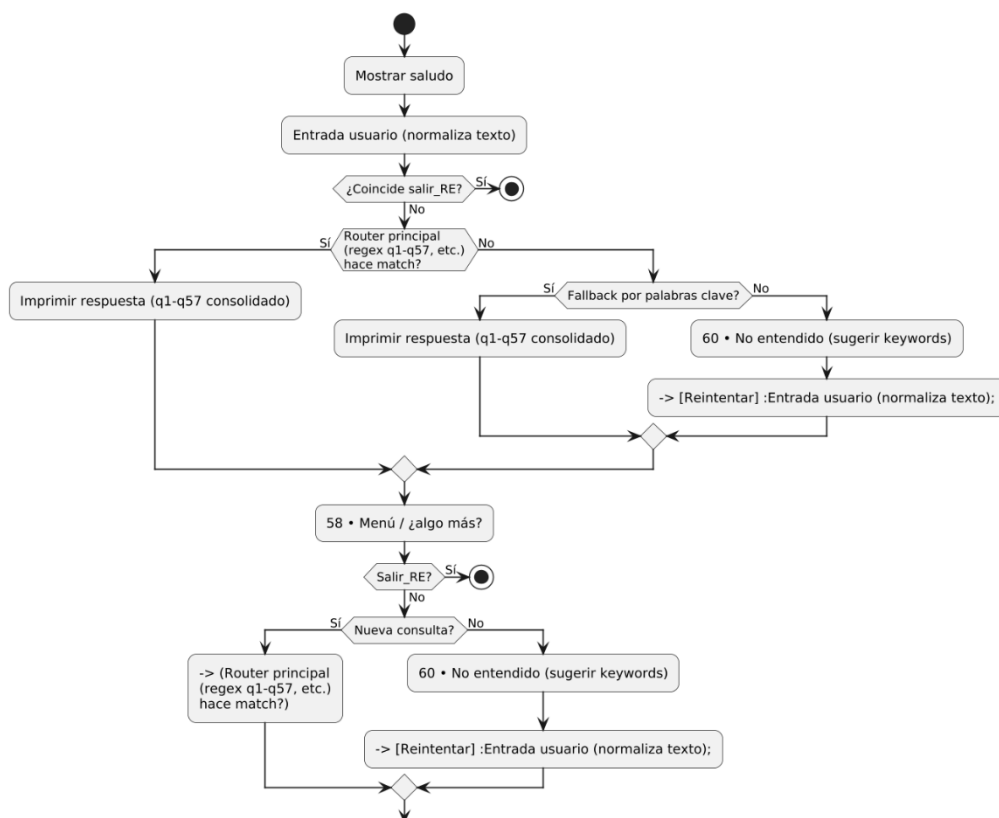 Mostrar saludo
Entrada usuario (normaliza texto)
¿Coincide salir_RE?
Sí
No
Sí
Router principal
(regex q1-q57, etc.)
hace match?
No
Imprimir respuesta (q1-q57 consolidado)
Sí
Fallback por palabras clave?
No
Imprimir respuesta (q1-q57 consolidado)
60 • No entendido (sugerir keywords)
-> [Reintentar] :Entrada usuario (normaliza texto);
58 • Menú / ¿algo más?
Salir_RE?
Sí
No
Sí
Nueva consulta?
No
-> (Router principal
(regex q1-q57, etc.)
hace match?)
60 • No entendido (sugerir keywords)
-> [Reintentar] :Entrada usuario (normaliza texto);